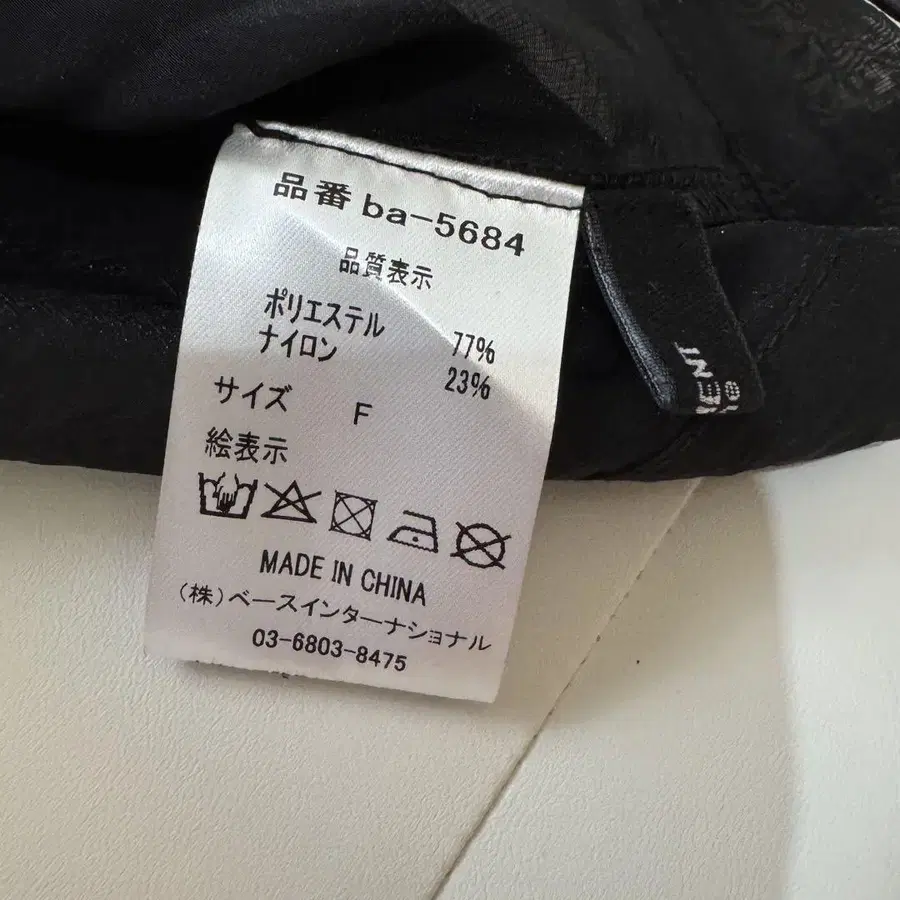 品番 ba-5684
品質表示
ポリエステル 77%
ナイロン 23%
サイズ F
絵表示
MADE IN CHINA
(株)ベースインターナショナル
03-6803-8475